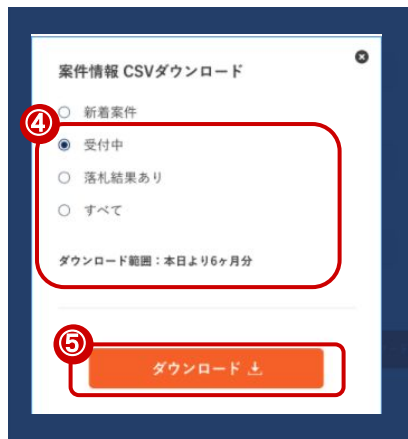 案件情報 CSVダウンロード
新着案件
④
受付中
落札結果あり
すべて
ダウンロード範囲：本日より6ヶ月分
⑤
ダウンロード